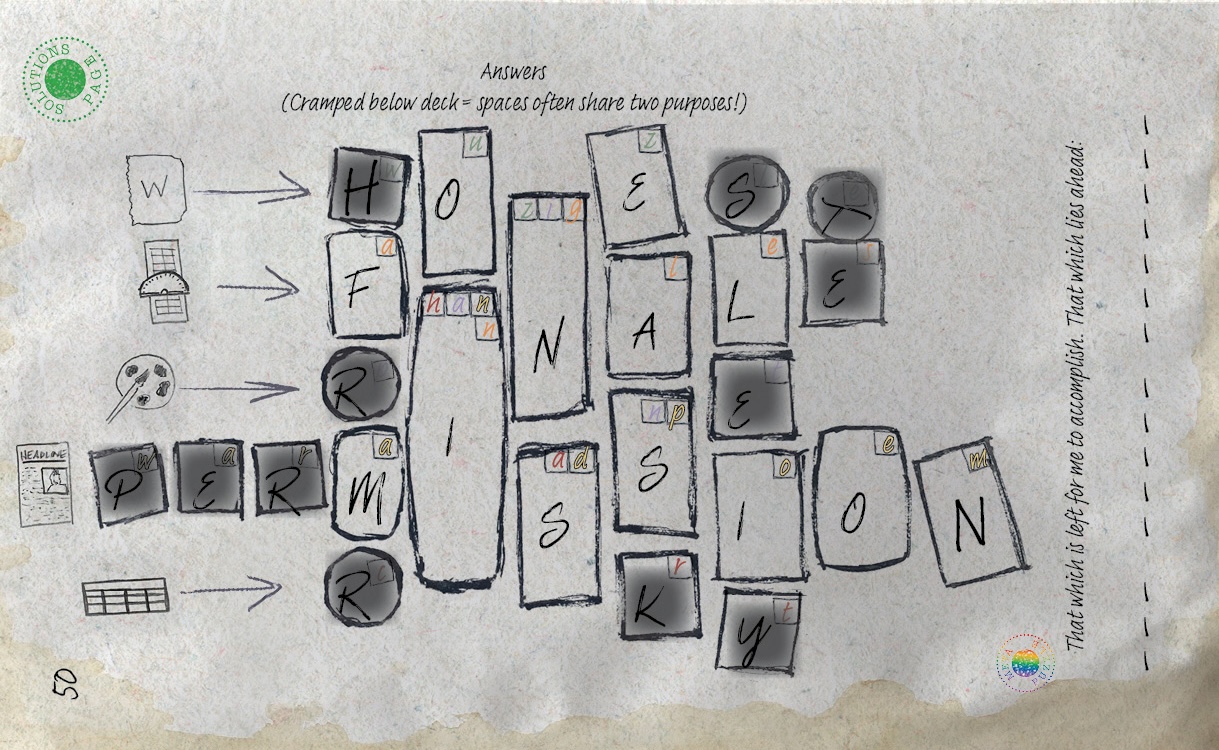 SOLUTIONS PAGE
Answers
(Cramped below deck = spaces often share two purposes!)
W
H O N E S T
F I A L E
R S E
HEADLINE
P E R M S I O N
R K Y
u z
a e
h a n
n
n p
w a r a a d o e m
r t
That which is left for me to accomplish. That which lies ahead:
50